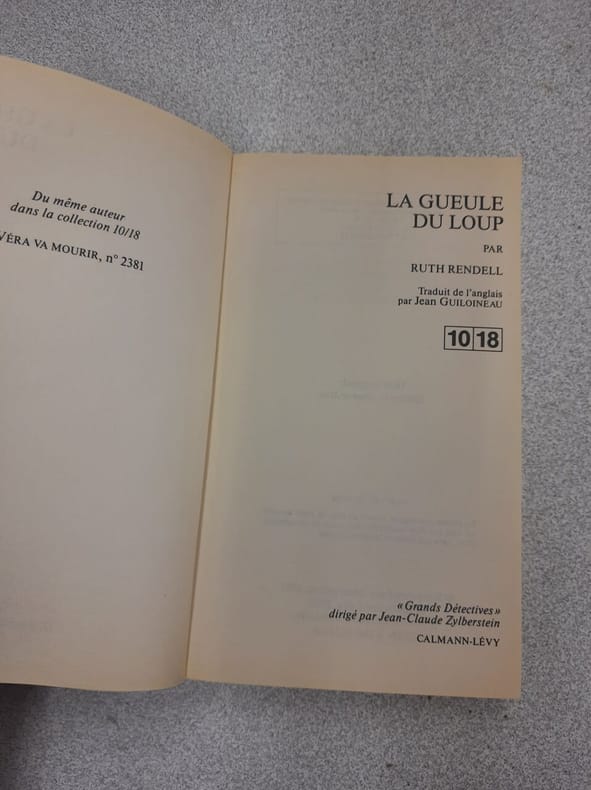 Du même auteur
dans la collection 10/18
VÉRA VA MOURIR, n° 2381
LA GUEULE
DU LOUP
PAR
RUTH RENDELL
Traduit de l'anglais
par Jean GUILOINEAU
10 18
« Grands Détectives »
dirigé par Jean-Claude Zylberstein
CALMANN-LÉVY